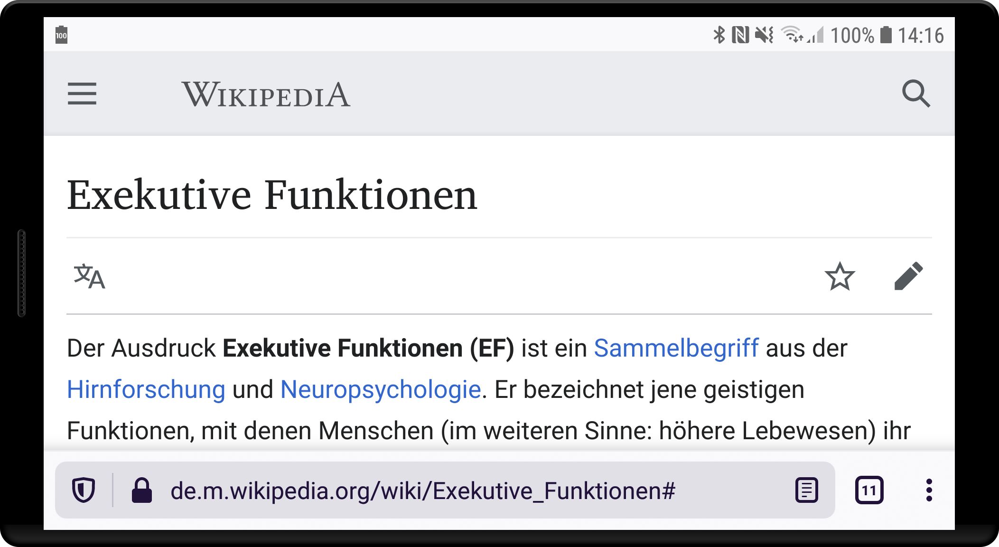 100
100% 14:16
WIKIPEDIA
Exekutive Funktionen
文A
Der Ausdruck Exekutive Funktionen (EF) ist ein Sammelbegriff aus der
Hirnforschung und Neuropsychologie. Er bezeichnet jene geistigen
Funktionen, mit denen Menschen (im weiteren Sinne: höhere Lebewesen) ihr
de.m.wikipedia.org/wiki/Exekutive_Funktionen#
11